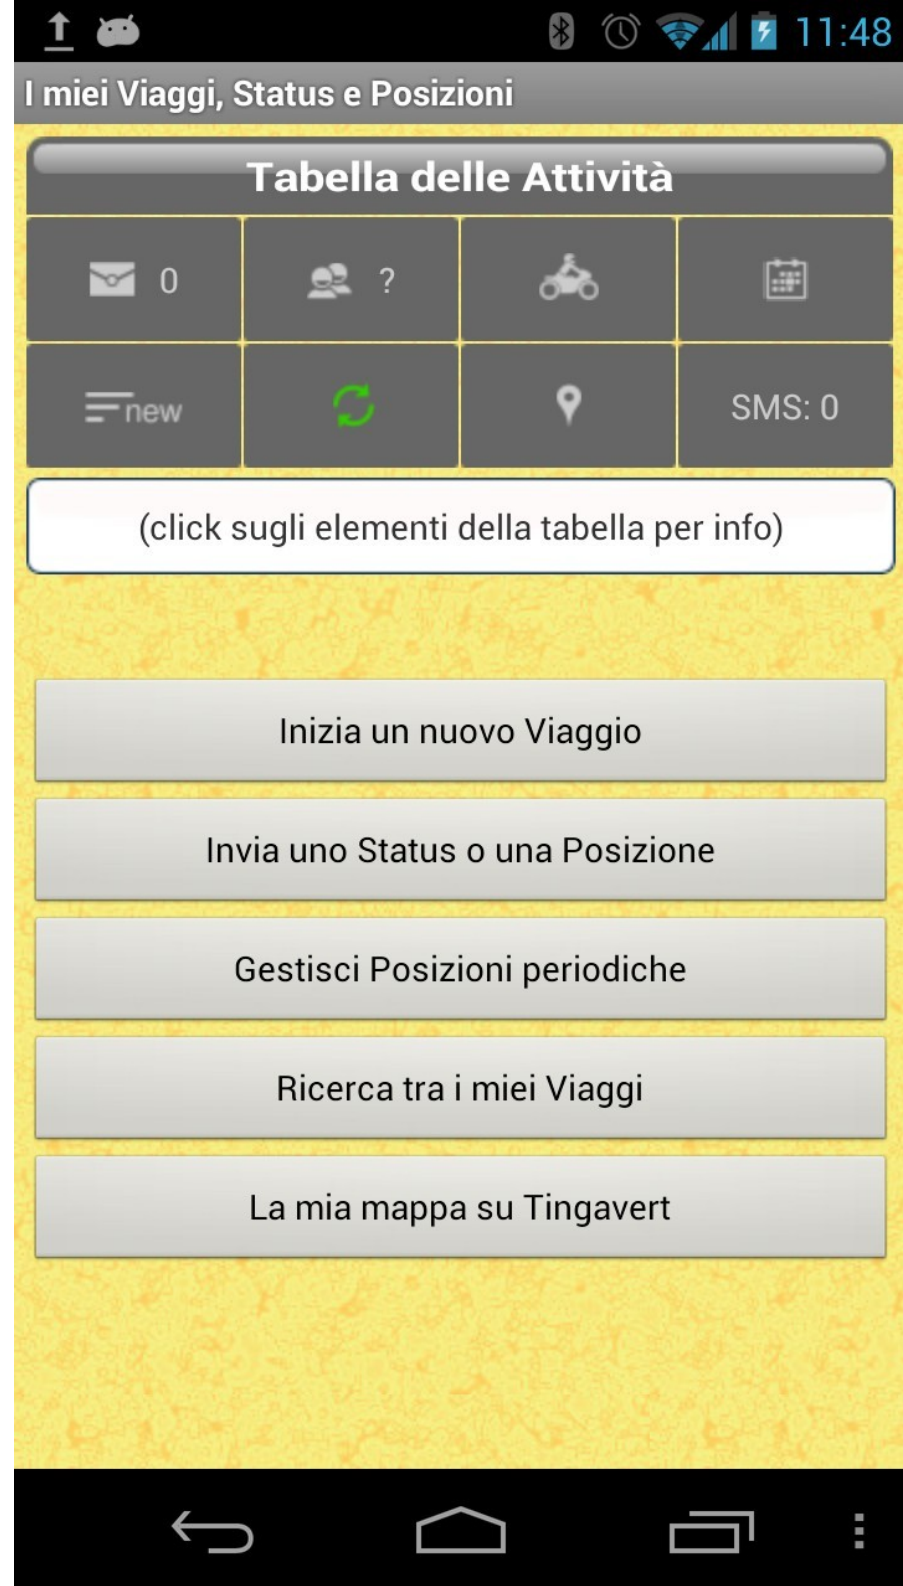 11:48
I miei Viaggi, Status e Posizioni
Tabella delle Attività
0 ?
new SMS: 0
(click sugli elementi della tabella per info)
Inizia un nuovo Viaggio
Invia uno Status o una Posizione
Gestisci Posizioni periodiche
Ricerca tra i miei Viaggi
La mia mappa su Tingavert